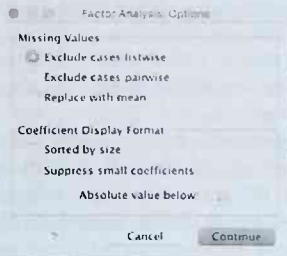 Factor Analysis: Options
Missing Values
Exclude cases listwise
Exclude cases pairwise
Replace with mean
Coefficient Display Format
Sorted by size
Suppress small coefficients
Absolute value below
Cancel
Continue